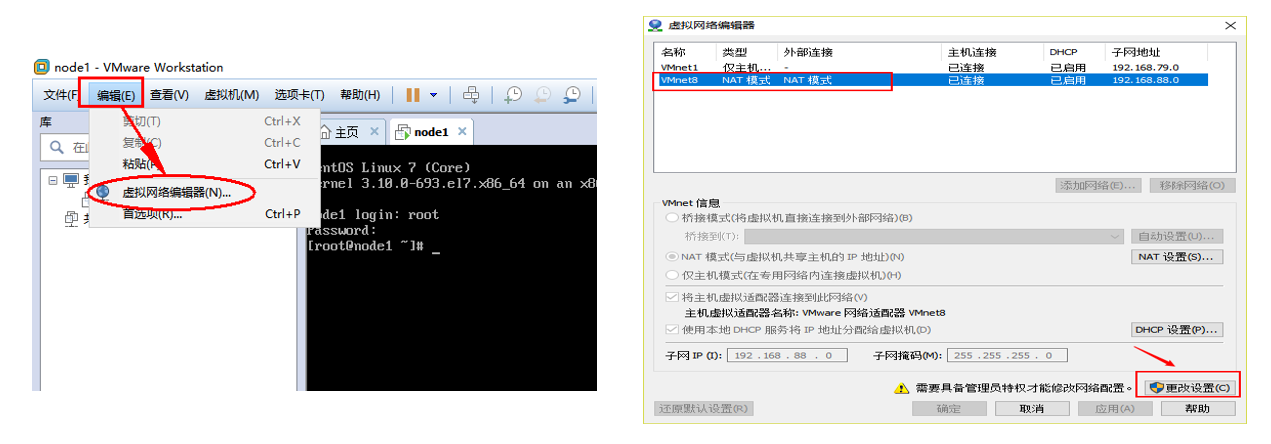 node1 - VMware Workstation
编辑(E) 查看(V) 虚拟机(M) 选项卡(T) 帮助(H)
库
主页 × node1 ×
剪切(T) Ctrl+X
复制(C) Ctrl+C
粘贴(P) Ctrl+V
虚拟网络编辑器(N)...
首选项(R)... Ctrl+P
ntOS Linux 7 (Core)
ernel 3.10.0-693.el7.x86_64 on an x8
ode1 login: root
Password:
[root@node1 ~]# _
虚拟网络编辑器
名称 类型 外部连接 主机连接 DHCP 子网地址
VMnet1 仅主机... - 已连接 已启用 192.168.79.0
VMnet8 NAT 模式 NAT 模式 已连接 已启用 192.168.88.0
添加网络(E)... 移除网络(O)
VMnet 信息
桥接模式(将虚拟机直接连接到外部网络)(B)
桥接到(T): 自动设置(U)...
NAT 模式(与虚拟机共享主机的 IP 地址)(N) NAT 设置(S)...
仅主机模式(在专用网络内连接虚拟机)(H)
将主机虚拟适配器连接到此网络(V)
主机虚拟适配器名称: VMware 网络适配器 VMnet8
使用本地 DHCP 服务将 IP 地址分配给虚拟机(D) DHCP 设置(P)...
子网 IP (I): 192 . 168 . 88 . 0 子网掩码(M): 255 . 255 . 255 . 0
需要具备管理员特权才能修改网络配置。 更改设置(C)
还原默认设置(R) 确定 取消 应用(A) 帮助